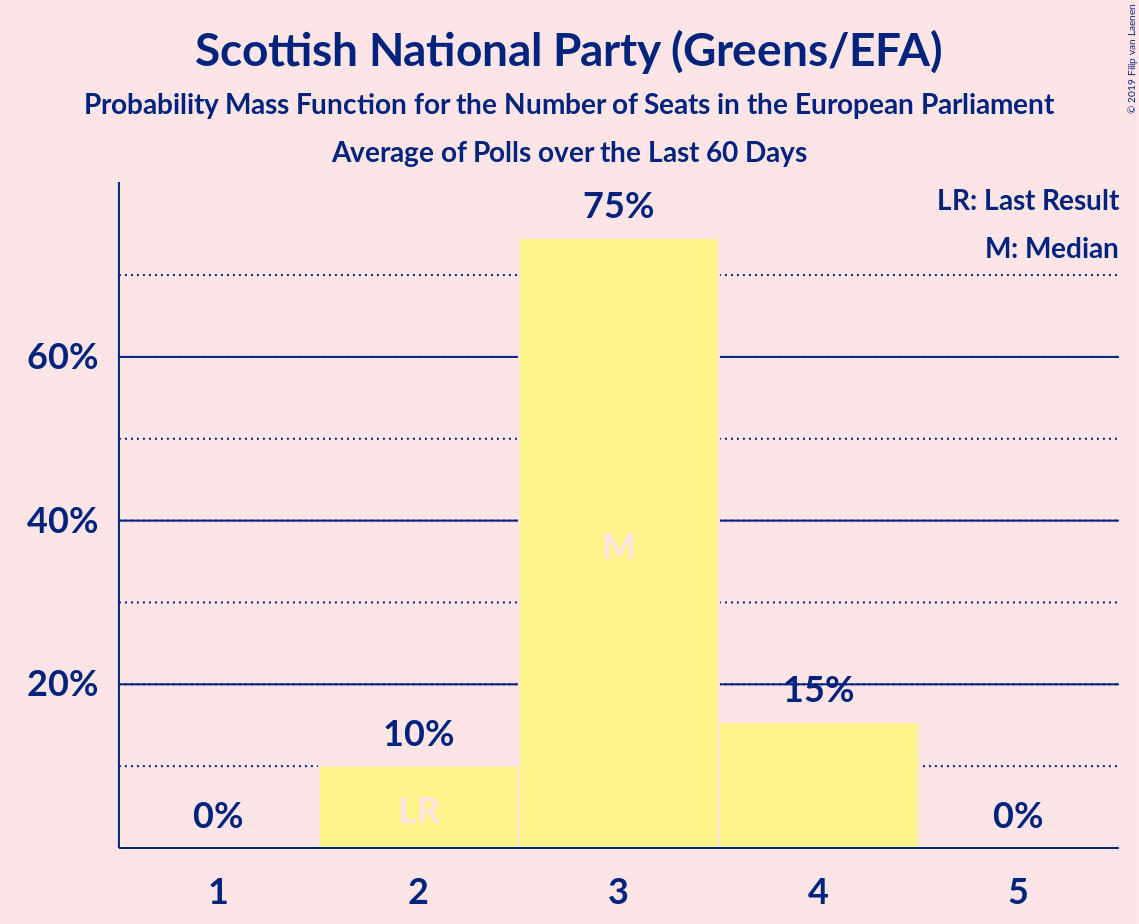 Scottish National Party (Greens/EFA)
Probability Mass Function for the Number of Seats in the European Parliament
Average of Polls over the Last 60 Days
© 2019 Filip van Laenen
LR: Last Result
M: Median
75%
60%
M
40%
20%
15%
10%
LR
0%
0%
1 2 3 4 5